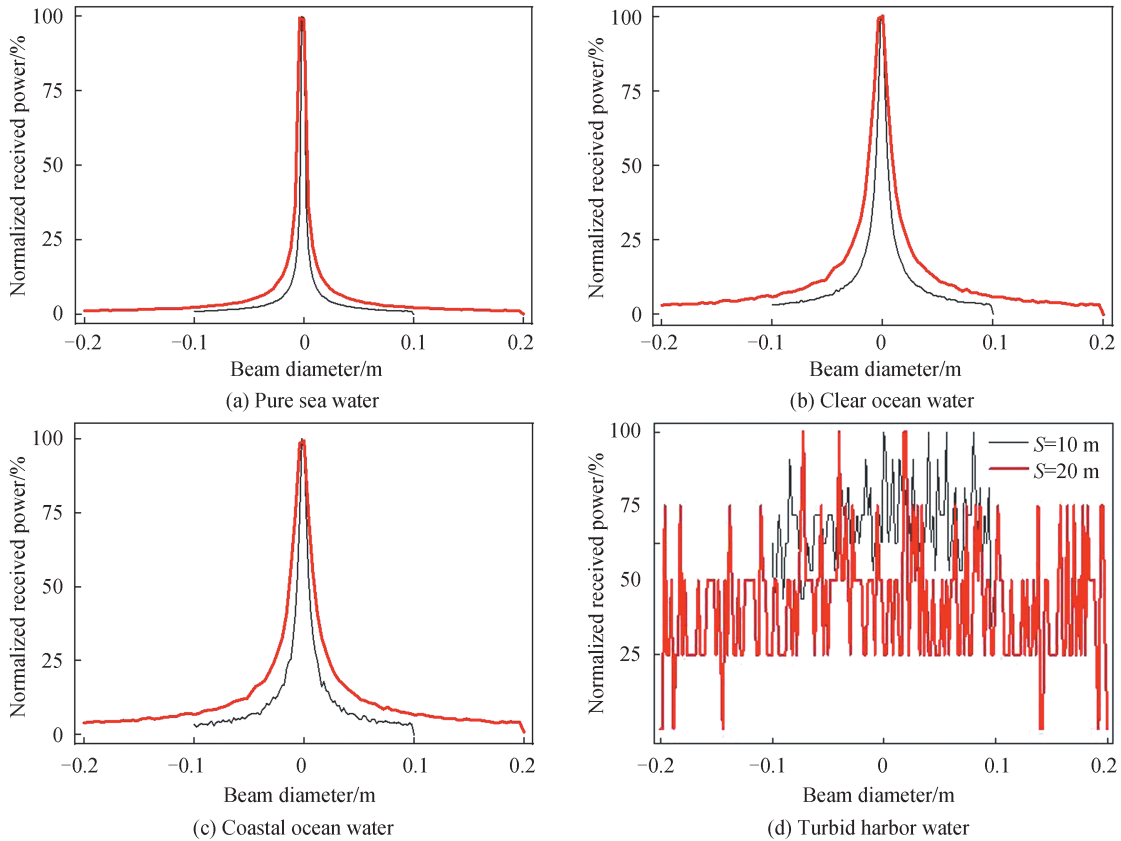 Normalized received power/%
100
75
50
25
0
−0.2
−0.1
0
0.1
0.2
Beam diameter/m
(a) Pure sea water
Normalized received power/%
100
75
50
25
0
−0.2
−0.1
0
0.1
0.2
Beam diameter/m
(b) Clear ocean water
Normalized received power/%
100
75
50
25
0
−0.2
−0.1
0
0.1
0.2
Beam diameter/m
(c) Coastal ocean water
Normalized received power/%
100
75
50
25
S=10 m
S=20 m
−0.2
−0.1
0
0.1
0.2
Beam diameter/m
(d) Turbid harbor water